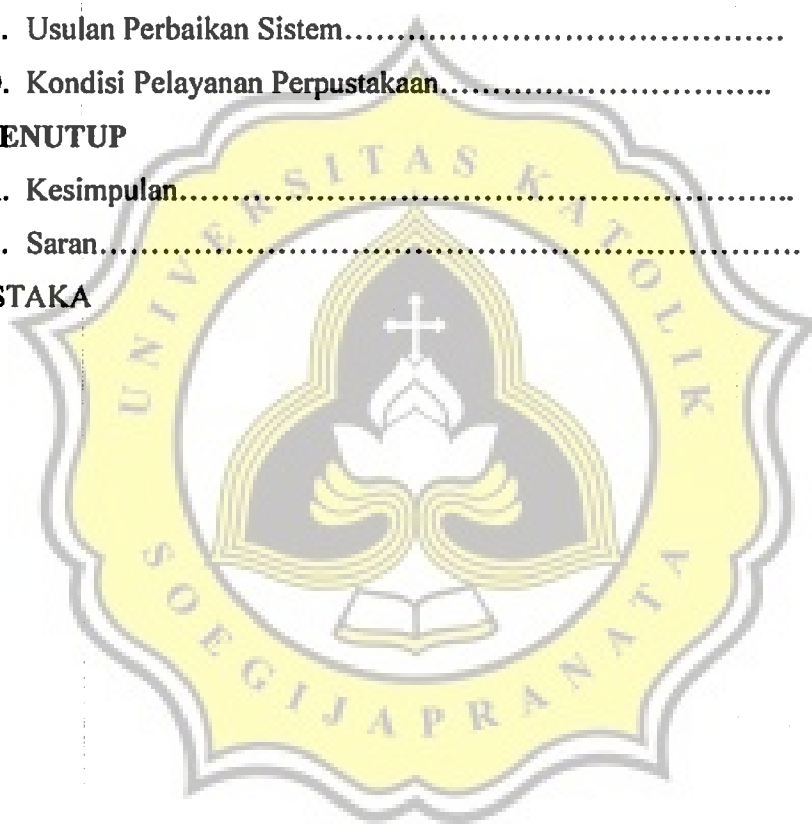 . Usulan Perbaikan Sistem............................................
. Kondisi Pelayanan Perpustakaan.................................
ENUTUP
. Kesimpulan..............................................................
. Saran......................................................................
STAKA
UNIVERSITAS KATOLIK
SOEGIJAPRANATA